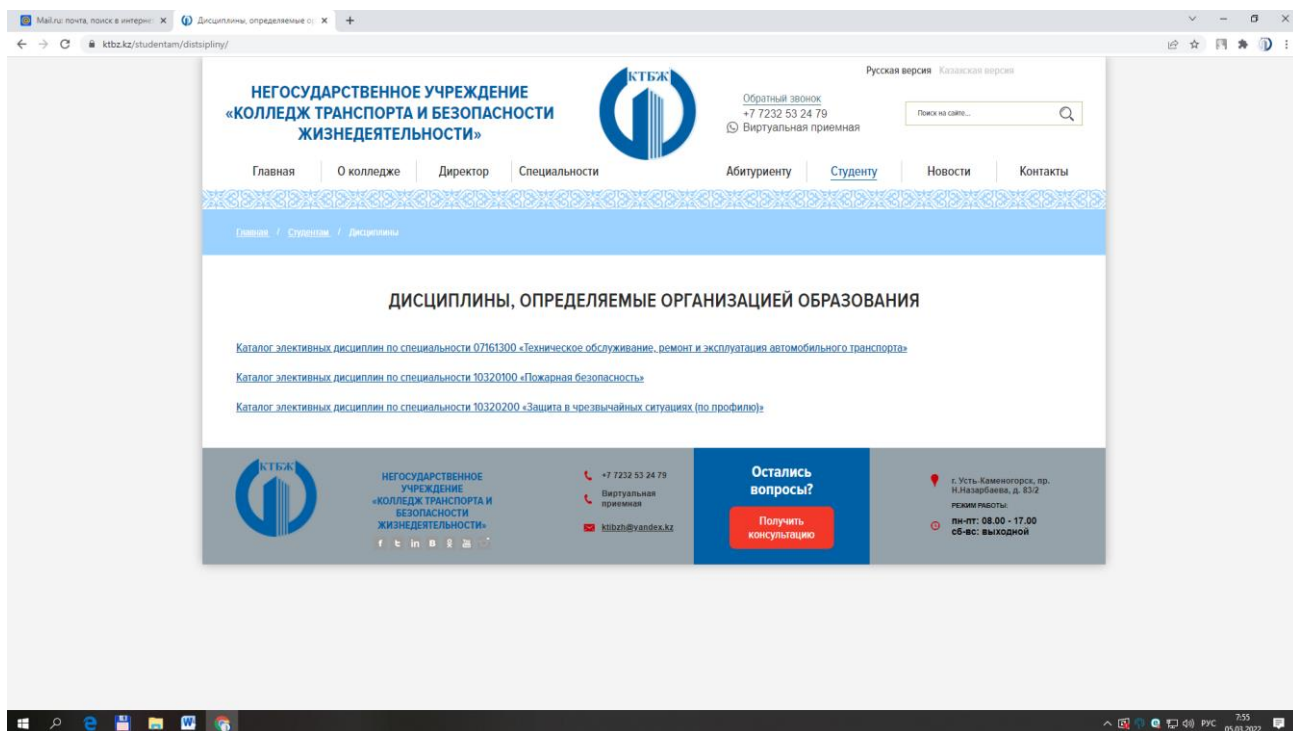 Mail.ru: почта, поиск в интерне
Дисциплины, определяемые ор
ktbz.kz/studentam/distsipliny/
НЕГОСУДАРСТВЕННОЕ УЧРЕЖДЕНИЕ
«КОЛЛЕДЖ ТРАНСПОРТА И БЕЗОПАСНОСТИ
ЖИЗНЕДЕЯТЕЛЬНОСТИ»
КТБЖ
Русская версия Казахская версия
Обратный звонок
+7 7232 53 24 79
Виртуальная приемная
Поиск на сайте...
Главная О колледже Директор Специальности Абитуриенту Студенту Новости Контакты
Главная / Студентам / Дисциплины
ДИСЦИПЛИНЫ, ОПРЕДЕЛЯЕМЫЕ ОРГАНИЗАЦИЕЙ ОБРАЗОВАНИЯ
Каталог элективных дисциплин по специальности 07161300 «Техническое обслуживание, ремонт и эксплуатация автомобильного транспорта»
Каталог элективных дисциплин по специальности 10320100 «Пожарная безопасность»
Каталог элективных дисциплин по специальности 10320200 «Защита в чрезвычайных ситуациях (по профилю)»
КТБЖ
НЕГОСУДАРСТВЕННОЕ
УЧРЕЖДЕНИЕ
«КОЛЛЕДЖ ТРАНСПОРТА И
БЕЗОПАСНОСТИ
ЖИЗНЕДЕЯТЕЛЬНОСТИ»
+7 7232 53 24 79
Виртуальная
приемная
ktibzh@yandex.kz
Остались
вопросы?
Получить
консультацию
г. Усть-Каменогорск, пр.
Н.Назарбаева, д. 83/2
РЕЖИМ РАБОТЫ:
пн-пт: 08.00 - 17.00
сб-вс: выходной
РУС
7:55
05.03.2022